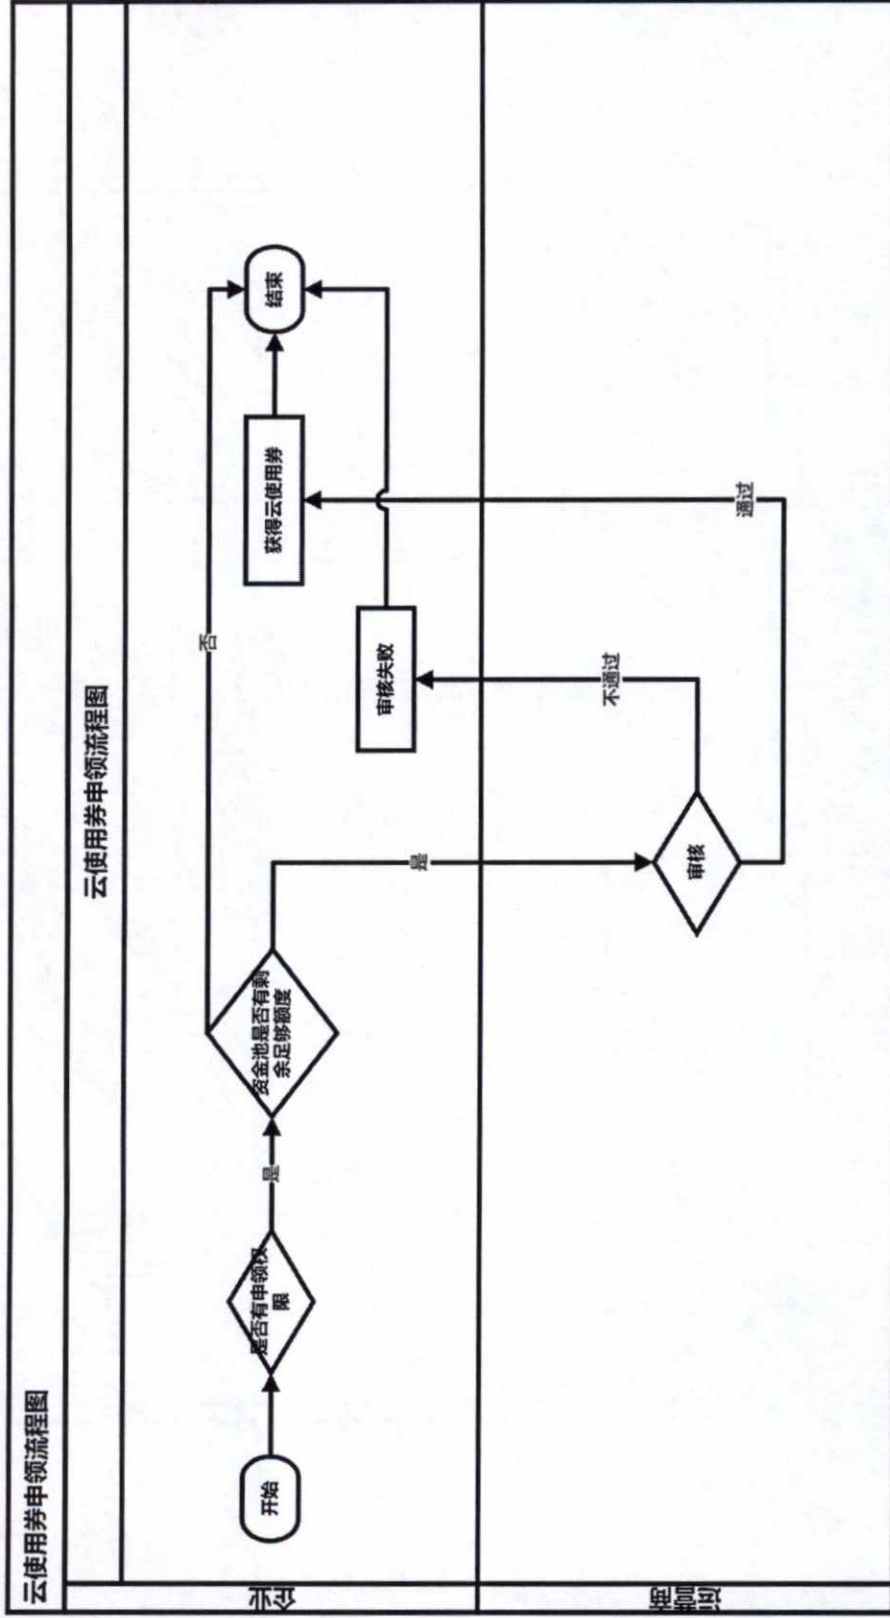 云使用券申领流程图
云使用券申领流程图
企业
开始
是否有申领权
限
是
资金池是否有剩
余足够额度
否
是
审核
不通过
审核失败
通过
获得云使用券
结束